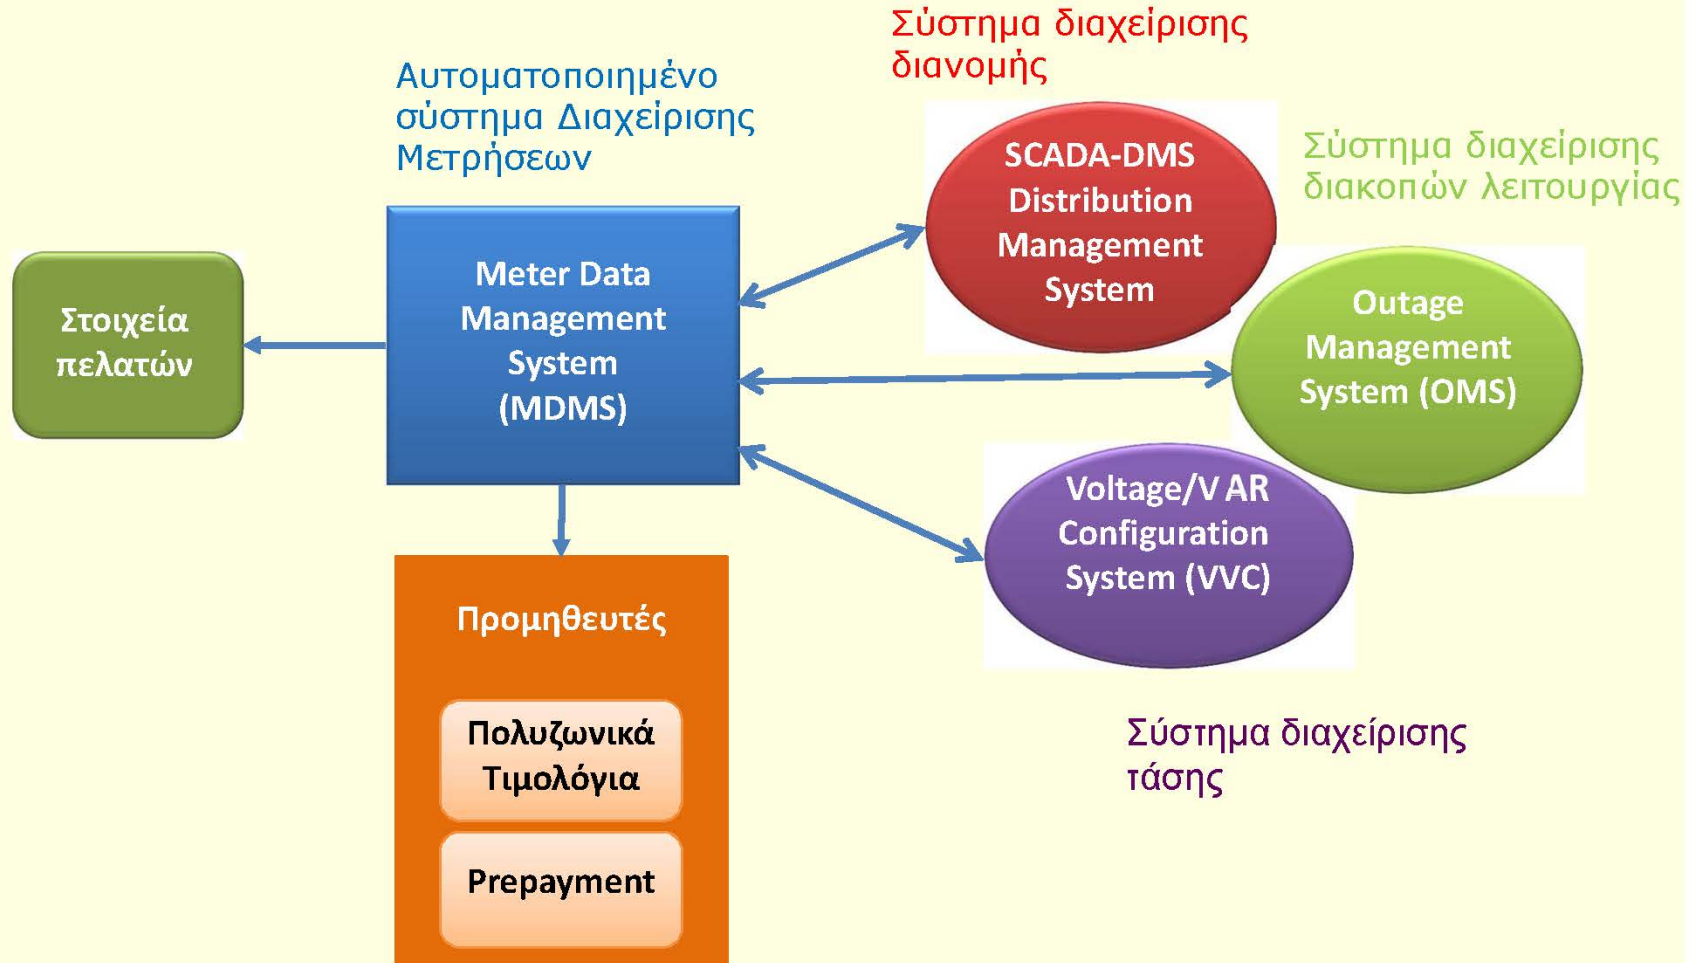 Σύστημα διαχείρισης
διανομής
Αυτοματοποιημένο
σύστημα Διαχείρισης
Μετρήσεων
SCADA-DMS
Distribution
Management
System
Σύστημα διαχείρισης
διακοπών λειτουργίας
Στοιχεία
πελατών
Meter Data
Management
System
(MDMS)
Outage
Management
System (OMS)
Voltage/VAR
Configuration
System (VVC)
Προμηθευτές
Πολυζωνικά
Τιμολόγια
Prepayment
Σύστημα διαχείρισης
τάσης